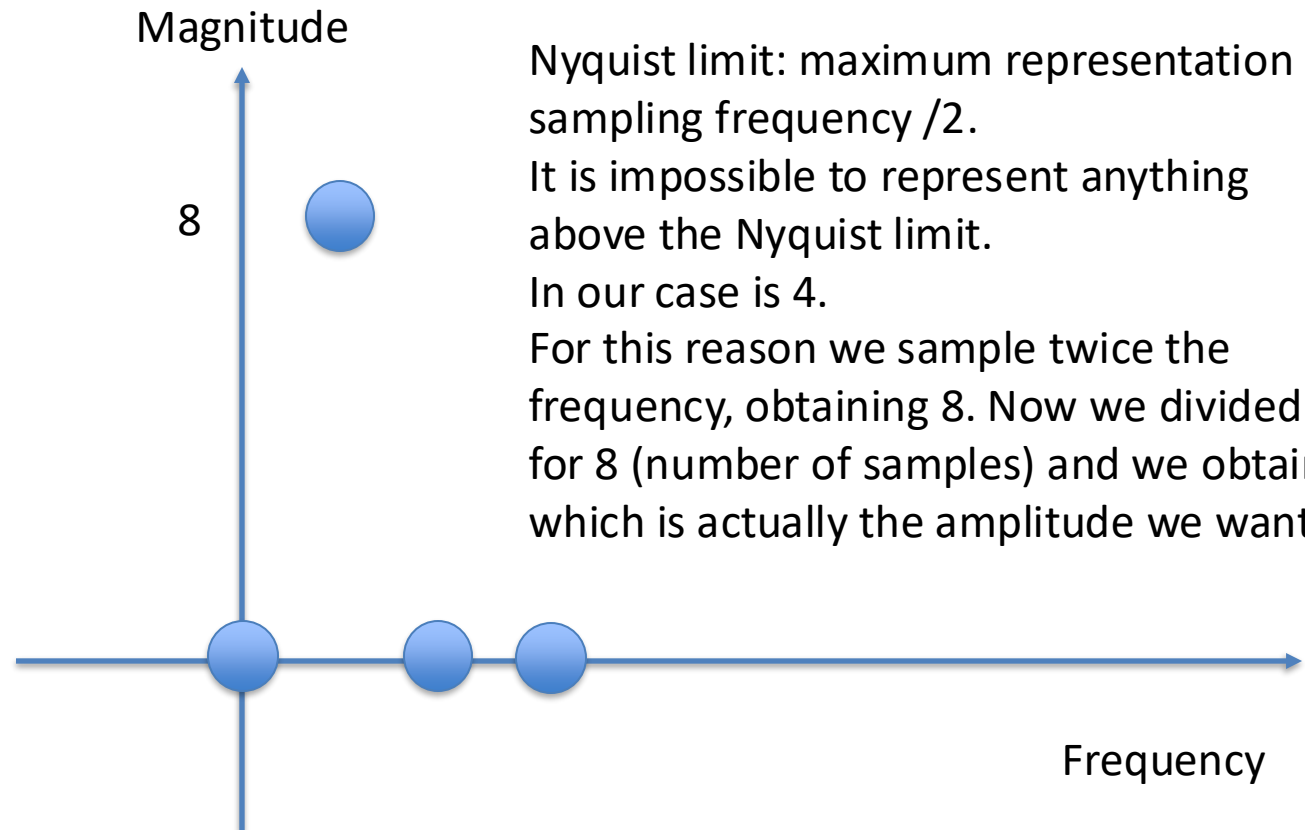 Magnitude
Nyquist limit: maximum representation
sampling frequency /2.
It is impossible to represent anything
above the Nyquist limit.
In our case is 4.
For this reason we sample twice the
frequency, obtaining 8. Now we divided
for 8 (number of samples) and we
which is actually the amplitude we want
8
Frequency